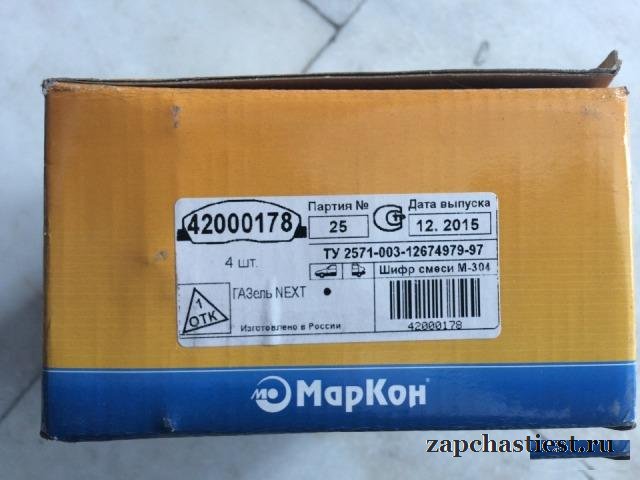 42000178
4 шт.
Партия №
25
Дата выпуска
12. 2015
ТУ 2571-003-12674979-97
Шифр смеси М-304
1
ОТК
ГАЗель NEXT •
Изготовлено в России
42000178
МарКон
zapchastiest.ru